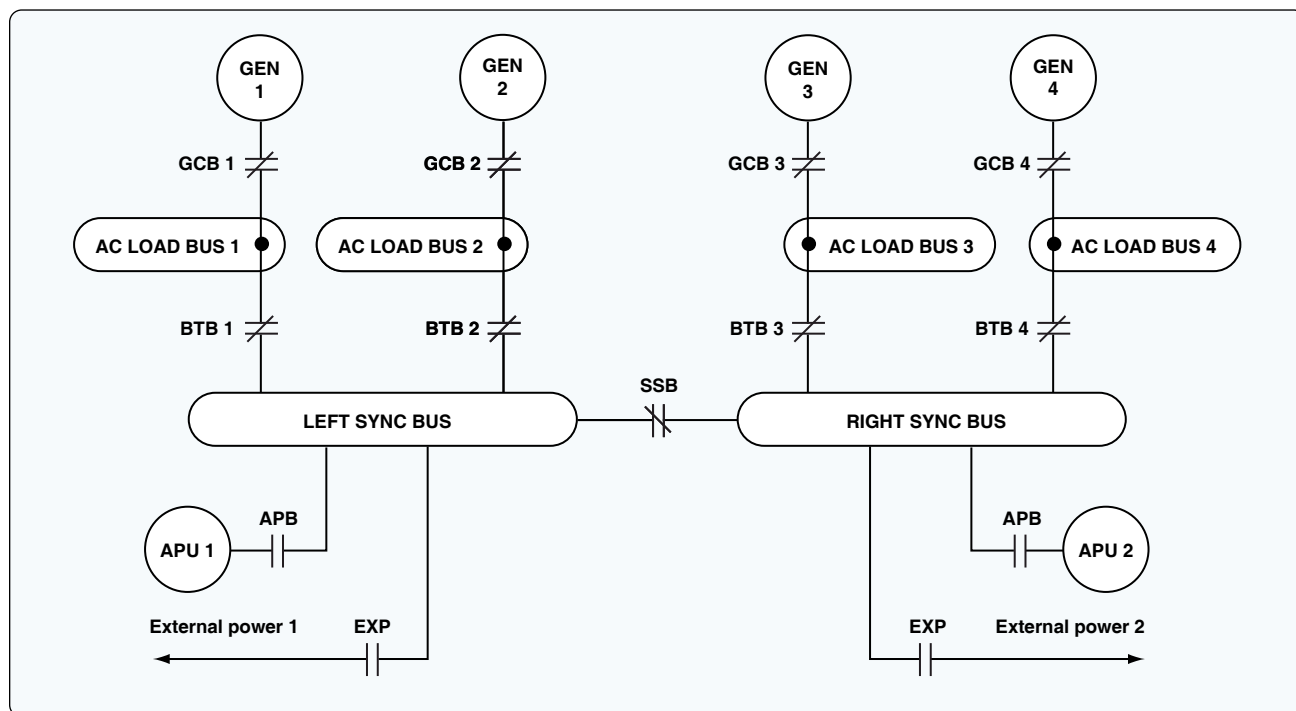 GEN
1
GEN
2
GEN
3
GEN
4
GCB 1
GCB 2
GCB 3
GCB 4
AC LOAD BUS 1
AC LOAD BUS 2
AC LOAD BUS 3
AC LOAD BUS 4
BTB 1
BTB 2
BTB 3
BTB 4
SSB
LEFT SYNC BUS
RIGHT SYNC BUS
APB
APB
APU 1
APU 2
External power 1
EXP
EXP
External power 2